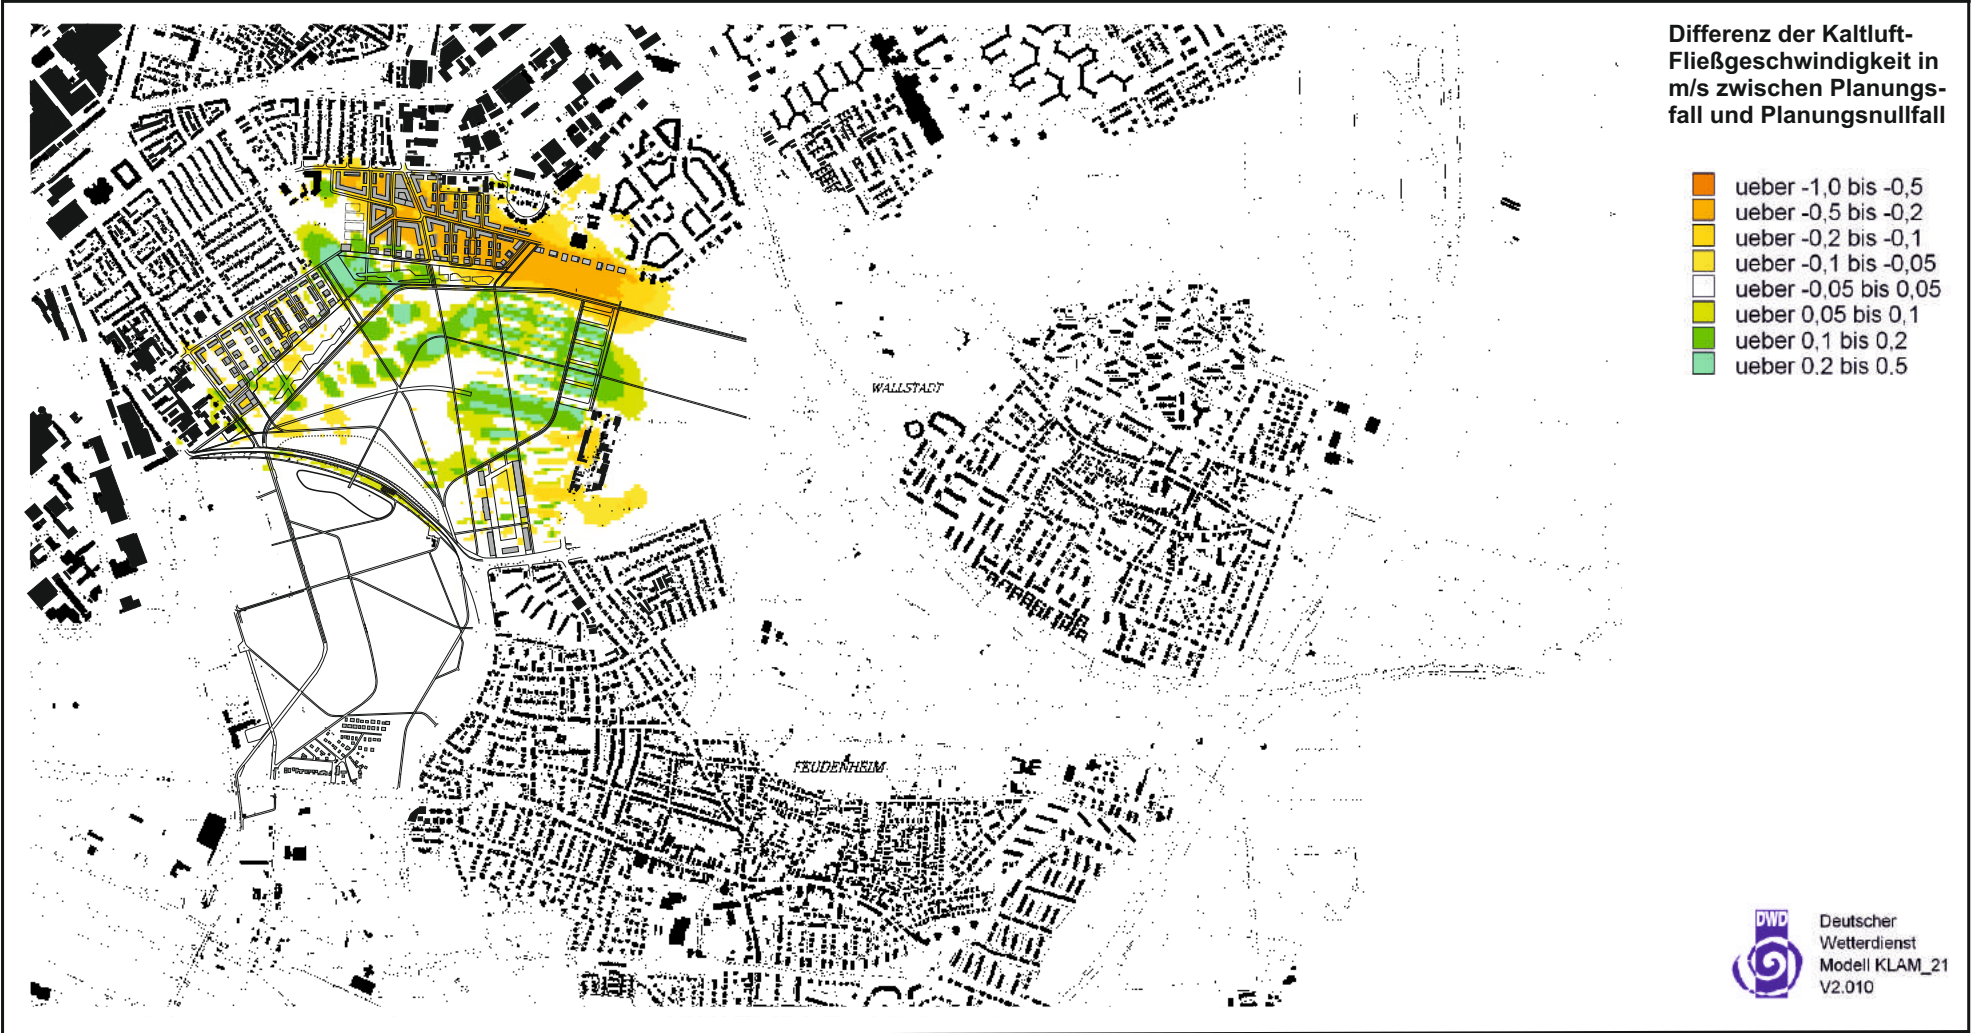 Differenz der Kaltluft-
Fließgeschwindigkeit in
m/s zwischen Planungs-
fall und Planungsnullfall
ueber -1,0 bis -0,5
ueber -0,5 bis -0,2
ueber -0,2 bis -0,1
ueber -0,1 bis -0,05
ueber -0,05 bis 0,05
ueber 0,05 bis 0,1
ueber 0,1 bis 0,2
ueber 0.2 bis 0.5
WALLSTADT
FEUDENHEIM
DWD
Deutscher
Wetterdienst
Modell KLAM_21
V2.010